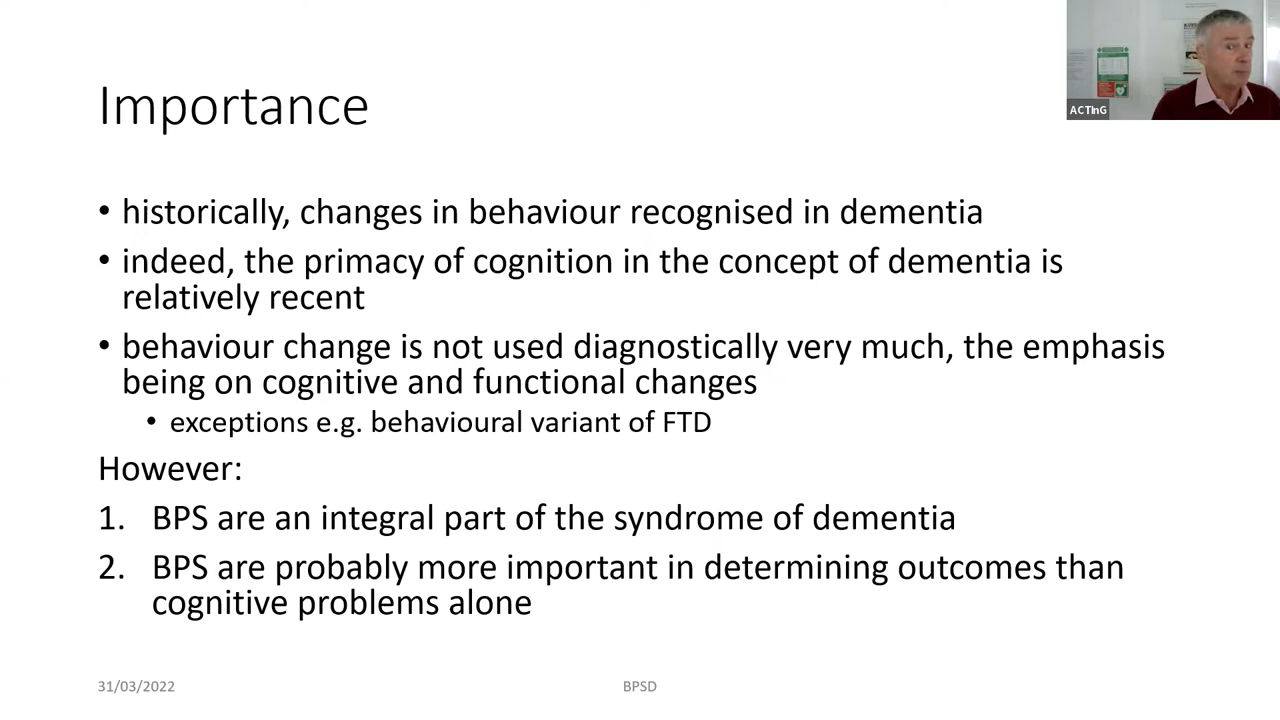 Importance
ACTInG
• historically, changes in behaviour recognised in dementia
• indeed, the primacy of cognition in the concept of dementia is
relatively recent
• behaviour change is not used diagnostically very much, the emphasis
being on cognitive and functional changes
• exceptions e.g. behavioural variant of FTD
However:
1. BPS are an integral part of the syndrome of dementia
2. BPS are probably more important in determining outcomes than
cognitive problems alone
31/03/2022
BPSD